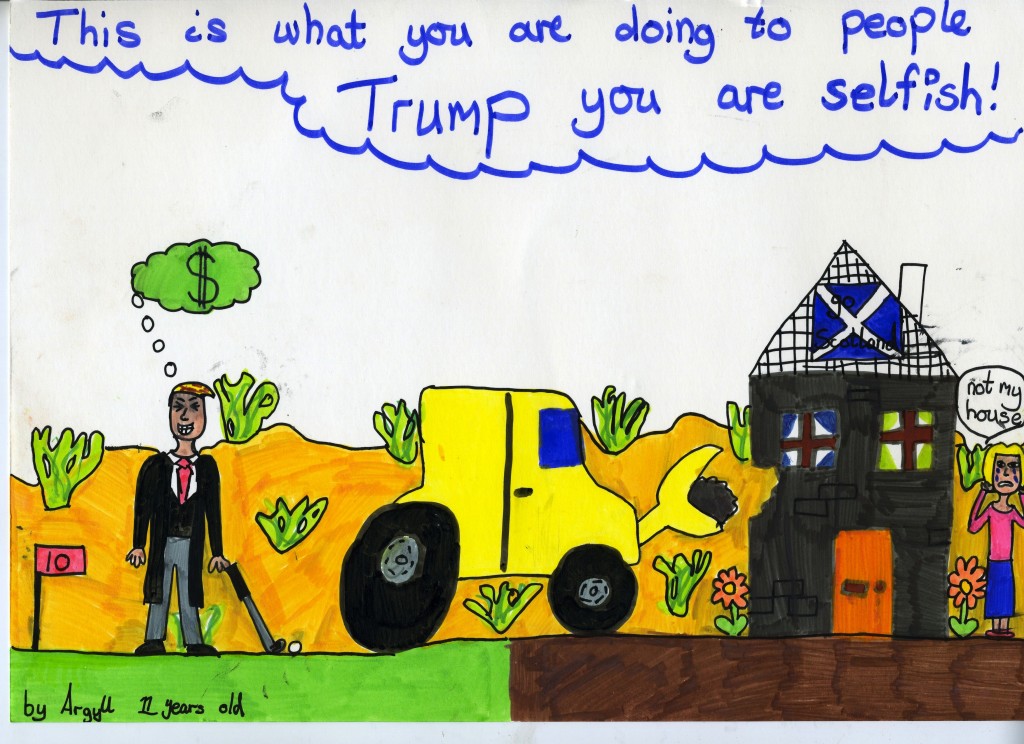 This is what you are doing to people
Trump you are selfish!
$
go
Scotland
not my
house
10
by Argyll 11 years old